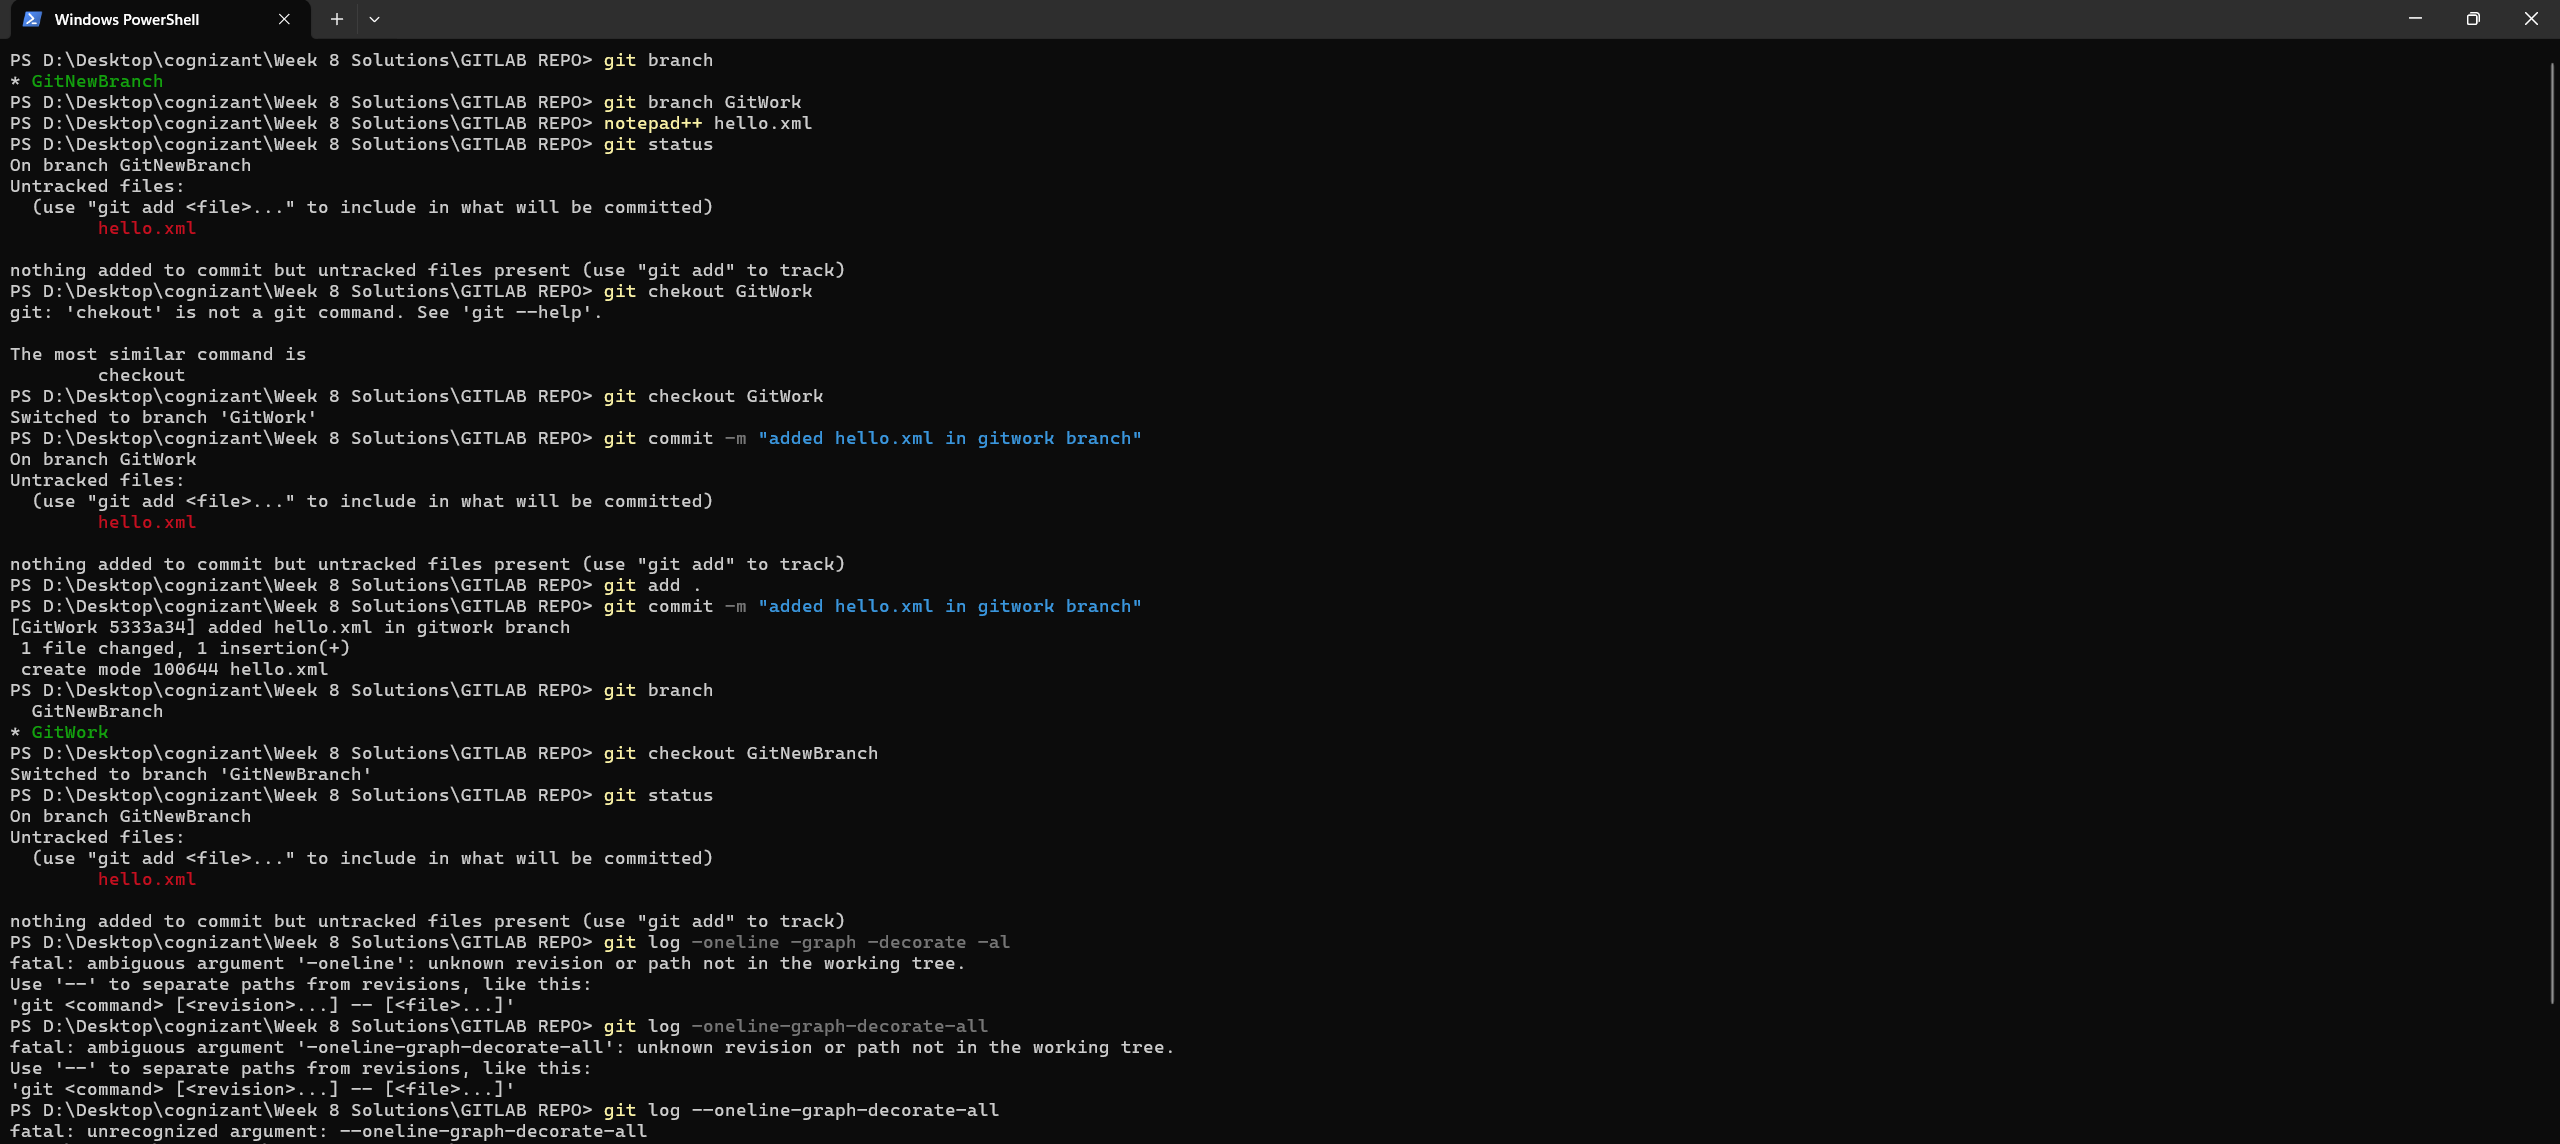 Windows PowerShell
PS D:\Desktop\cognizant\Week 8 Solutions\GITLAB REPO> git branch
* GitNewBranch
PS D:\Desktop\cognizant\Week 8 Solutions\GITLAB REPO> git branch GitWork
PS D:\Desktop\cognizant\Week 8 Solutions\GITLAB REPO> notepad++ hello.xml
PS D:\Desktop\cognizant\Week 8 Solutions\GITLAB REPO> git status
On branch GitNewBranch
Untracked files:
  (use "git add <file>..." to include in what will be committed)
        hello.xml

nothing added to commit but untracked files present (use "git add" to track)
PS D:\Desktop\cognizant\Week 8 Solutions\GITLAB REPO> git chekout GitWork
git: 'chekout' is not a git command. See 'git --help'.

The most similar command is
        checkout
PS D:\Desktop\cognizant\Week 8 Solutions\GITLAB REPO> git checkout GitWork
Switched to branch 'GitWork'
PS D:\Desktop\cognizant\Week 8 Solutions\GITLAB REPO> git commit -m "added hello.xml in gitwork branch"
On branch GitWork
Untracked files:
  (use "git add <file>..." to include in what will be committed)
        hello.xml

nothing added to commit but untracked files present (use "git add" to track)
PS D:\Desktop\cognizant\Week 8 Solutions\GITLAB REPO> git add .
PS D:\Desktop\cognizant\Week 8 Solutions\GITLAB REPO> git commit -m "added hello.xml in gitwork branch"
[GitWork 5333a34] added hello.xml in gitwork branch
 1 file changed, 1 insertion(+)
 create mode 100644 hello.xml
PS D:\Desktop\cognizant\Week 8 Solutions\GITLAB REPO> git branch
  GitNewBranch
* GitWork
PS D:\Desktop\cognizant\Week 8 Solutions\GITLAB REPO> git checkout GitNewBranch
Switched to branch 'GitNewBranch'
PS D:\Desktop\cognizant\Week 8 Solutions\GITLAB REPO> git status
On branch GitNewBranch
Untracked files:
  (use "git add <file>..." to include in what will be committed)
        hello.xml

nothing added to commit but untracked files present (use "git add" to track)
PS D:\Desktop\cognizant\Week 8 Solutions\GITLAB REPO> git log -oneline -graph -decorate -al
fatal: ambiguous argument '-oneline': unknown revision or path not in the working tree.
Use '--' to separate paths from revisions, like this:
'git <command> [<revision>...] -- [<file>...]'
PS D:\Desktop\cognizant\Week 8 Solutions\GITLAB REPO> git log -oneline-graph-decorate-all
fatal: ambiguous argument '-oneline-graph-decorate-all': unknown revision or path not in the working tree.
Use '--' to separate paths from revisions, like this:
'git <command> [<revision>...] -- [<file>...]'
PS D:\Desktop\cognizant\Week 8 Solutions\GITLAB REPO> git log --oneline-graph-decorate-all
fatal: unrecognized argument: --oneline-graph-decorate-all